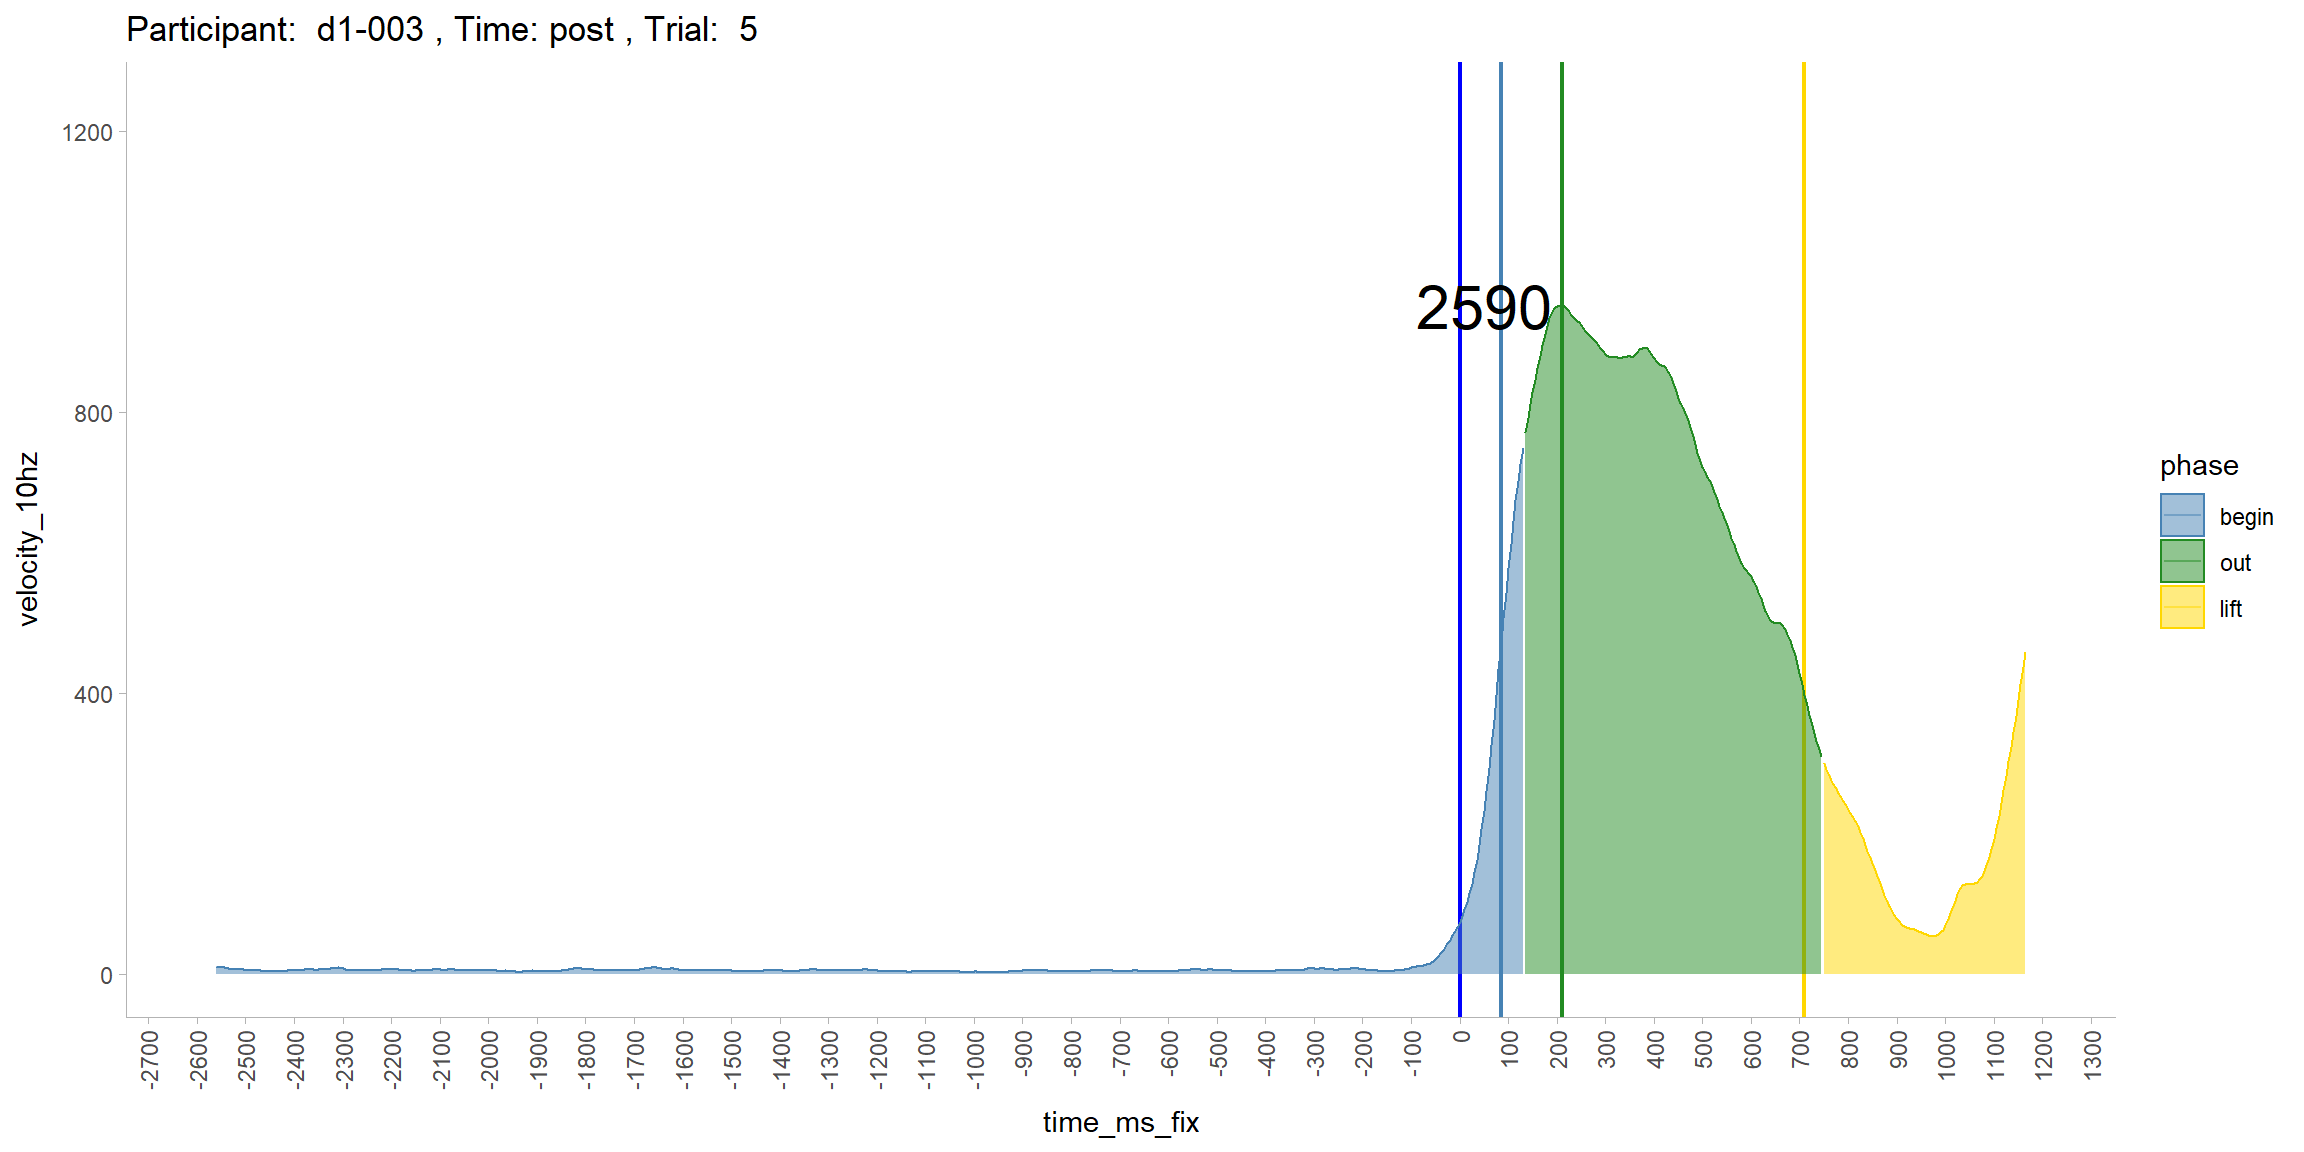 Participant:  d1-003 , Time: post , Trial:  5
1200
800
400
0
velocity_10hz
2590
-2700 -2600 -2500 -2400 -2300 -2200 -2100 -2000 -1900 -1800 -1700 -1600 -1500 -1400 -1300 -1200 -1100 -1000 -900 -800 -700 -600 -500 -400 -300 -200 -100 0 100 200 300 400 500 600 700 800 900 1000 1100 1200 1300
time_ms_fix
phase
begin
out
lift